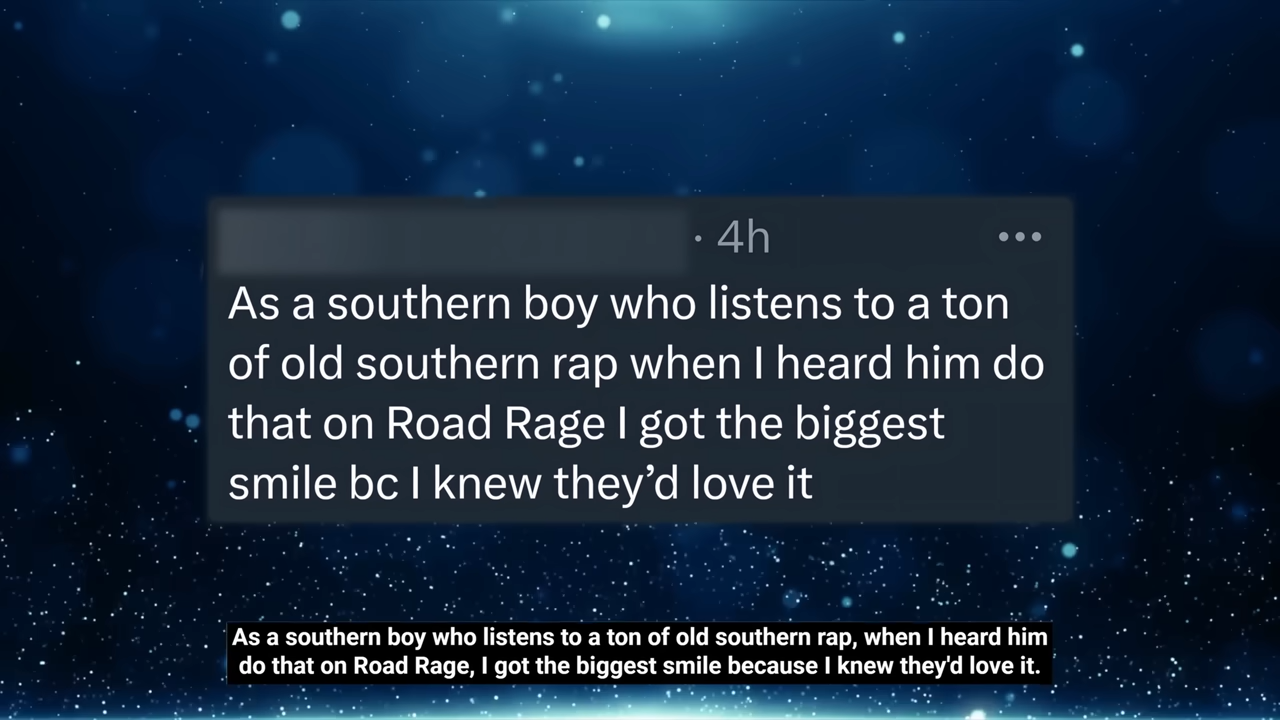 · 4h
As a southern boy who listens to a ton
of old southern rap when I heard him do
that on Road Rage I got the biggest
smile bc I knew they’d love it
As a southern boy who listens to a ton of old southern rap, when I heard him
do that on Road Rage, I got the biggest smile because I knew they'd love it.